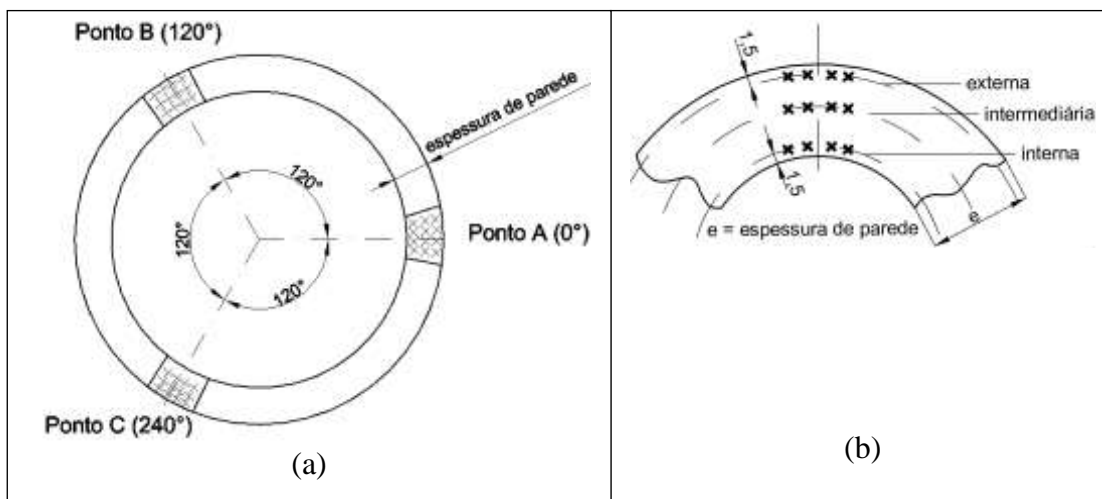 Ponto B (120°)
espessura de parede
120°
120°
120°
Ponto A (0°)
Ponto C (240°)
(a)
1,5
externa
intermediária
interna
1,5
e = espessura de parede
e
(b)